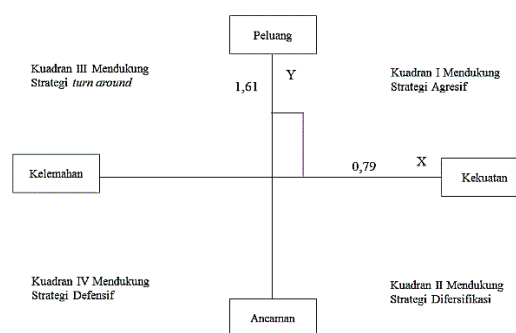 Peluang
Kuadran III Mendukung
Strategi turn around
Kuadran I Mendukung
Strategi Agresif
1,61
Y
0,79
X
Kelemahan
Kekuatan
Kuadran IV Mendukung
Strategi Defensif
Kuadran II Mendukung
Strategi Difersifikasi
Ancaman